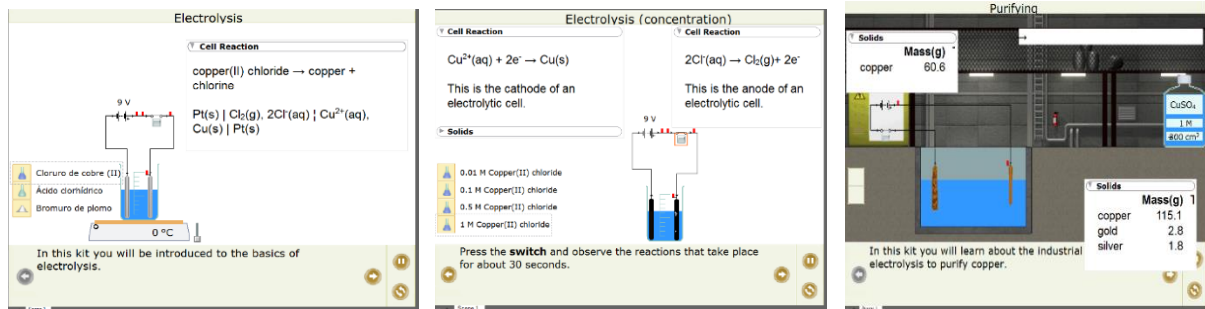 Electrolysis
Cell Reaction
copper(II) chloride → copper +
chlorine
Pt(s) | Cl₂(g), 2Cl⁻(aq) ¦ Cu²⁺(aq),
Cu(s) | Pt(s)
9 V
Cloruro de cobre (II)
Ácido clorhídrico
Bromuro de plomo
0 °C
In this kit you will be introduced to the basics of
electrolysis.
Electrolysis (concentration)
Cell Reaction
Cu²⁺(aq) + 2e⁻ → Cu(s)
This is the cathode of an
electrolytic cell.
Cell Reaction
2Cl⁻(aq) → Cl₂(g)+ 2e⁻
This is the anode of an
electrolytic cell.
Solids
9 V
0.01 M Copper(II) chloride
0.1 M Copper(II) chloride
0.5 M Copper(II) chloride
1 M Copper(II) chloride
Press the switch and observe the reactions that take place
for about 30 seconds.
Purifying
Solids
Mass(g)
copper 60.6
CuSO₄
1 M
300 cm³
Solids
Mass(g)
copper 115.1
gold 2.8
silver 1.8
In this kit you will learn about the industrial
electrolysis to purify copper.